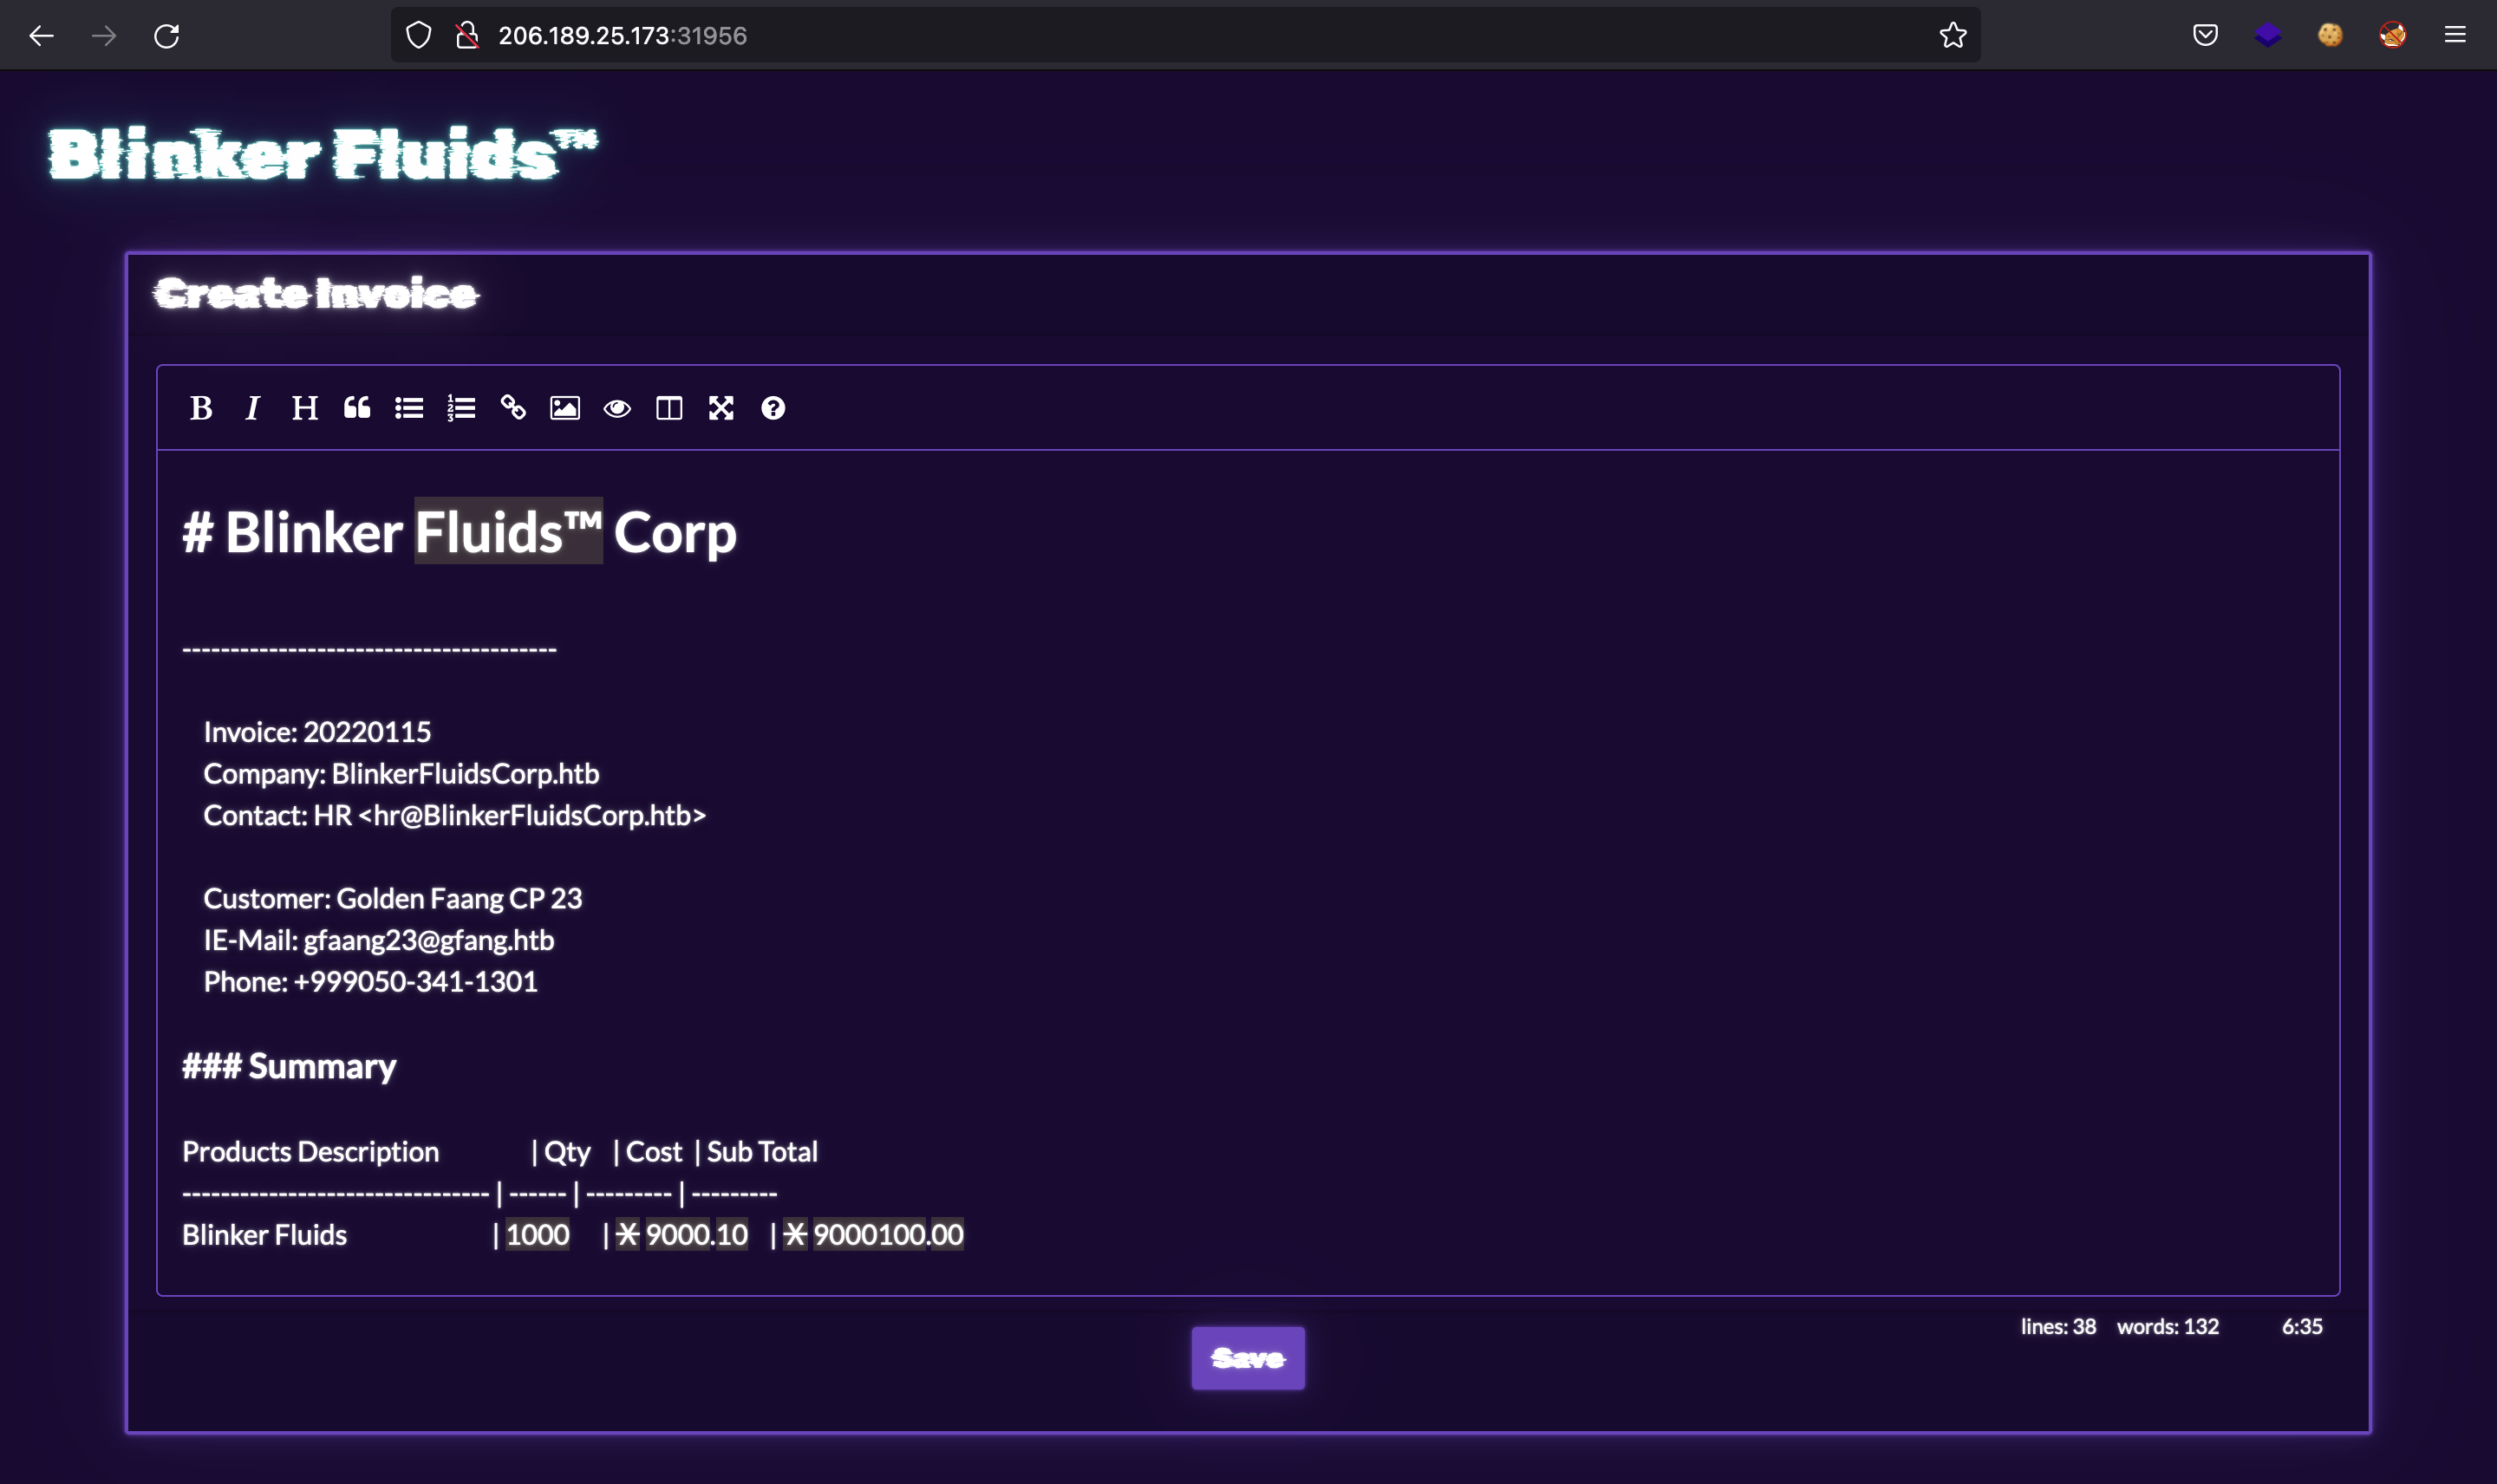 206.189.25.173:31956
Blinker Fluids™
Create Invoice
B I H
# Blinker Fluids™ Corp
---------------------------------------
Invoice: 20220115
Company: BlinkerFluidsCorp.htb
Contact: HR <hr@BlinkerFluidsCorp.htb>
Customer: Golden Faang CP 23
IE-Mail: gfaang23@gfang.htb
Phone: +999050-341-1301
### Summary
Products Description | Qty | Cost | Sub Total
-------------------------------- | ------ | --------- | ---------
Blinker Fluids | 1000 | 〤 9000.10 | 〤 9000100.00
lines: 38 words: 132 6:35
Save